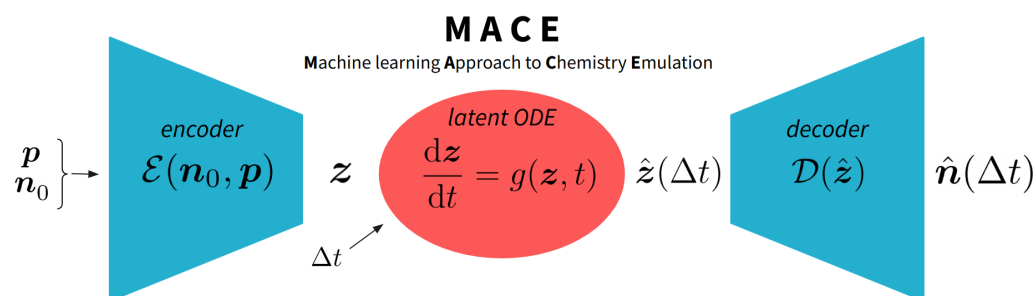 MACE
Machine learning Approach to Chemistry Emulation
p
n₀
encoder
ℰ(n₀, p)
z
Δt
latent ODE
dz/dt = g(z, t)
ẑ(Δt)
decoder
𝒟(ẑ)
n̂(Δt)